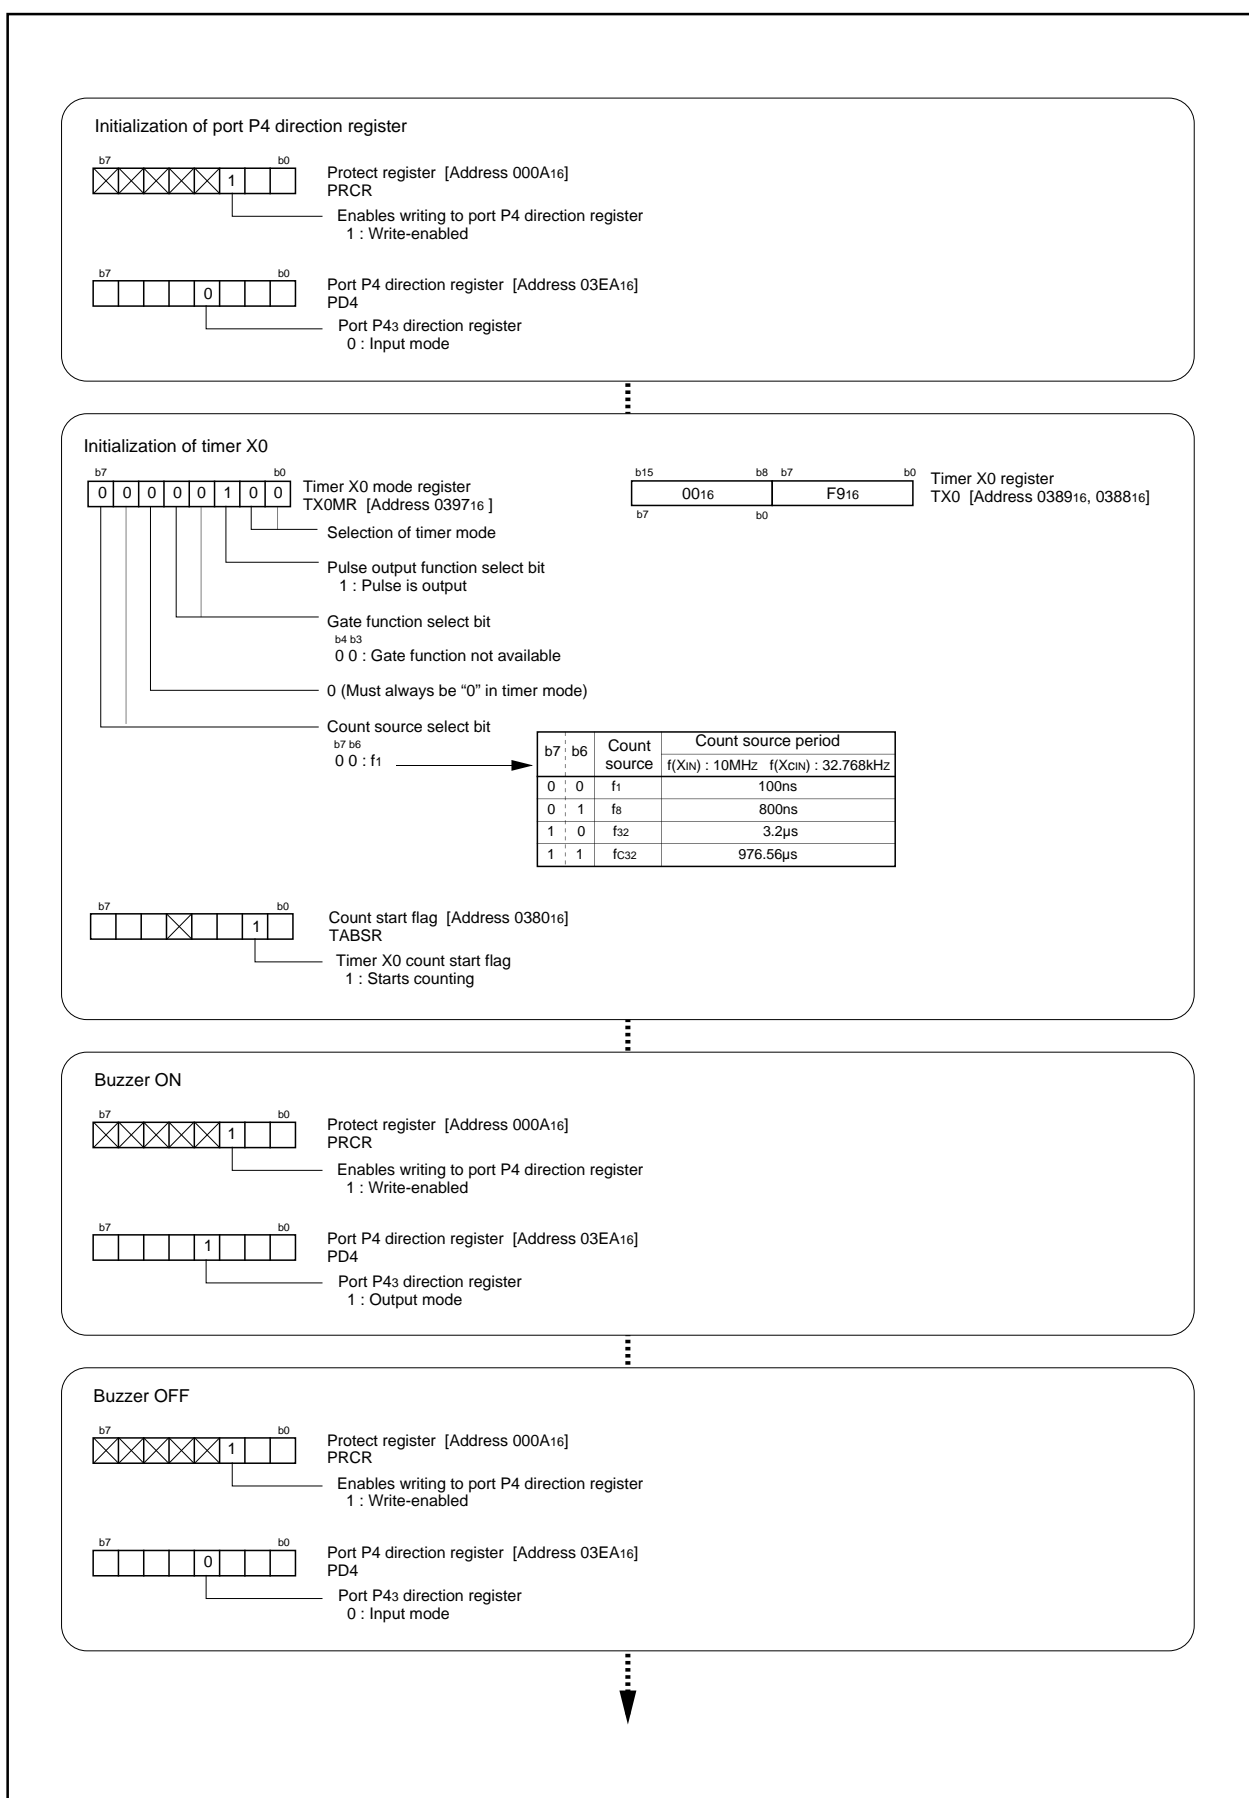 Initialization of port P4 direction register
b7 b0
1
Protect register [Address 000A16]
PRCR
Enables writing to port P4 direction register
1 : Write-enabled
b7 b0
0
Port P4 direction register [Address 03EA16]
PD4
Port P43 direction register
0 : Input mode
Initialization of timer X0
b7 b0
0 0 0 0 0 1 0 0
Timer X0 mode register
TX0MR [Address 039716 ]
Selection of timer mode
Pulse output function select bit
1 : Pulse is output
Gate function select bit
b4 b3
0 0 : Gate function not available
0 (Must always be “0” in timer mode)
Count source select bit
b7 b6
0 0 : f1
b15 b8 b7 b0
0016 F916
b7 b0
Timer X0 register
TX0 [Address 038916, 038816]
b7 b6 Count source Count source period
f(XIN) : 10MHz f(XCIN) : 32.768kHz
0 0 f1 100ns
0 1 f8 800ns
1 0 f32 3.2µs
1 1 fC32 976.56µs
b7 b0
1
Count start flag [Address 038016]
TABSR
Timer X0 count start flag
1 : Starts counting
Buzzer ON
b7 b0
1
Protect register [Address 000A16]
PRCR
Enables writing to port P4 direction register
1 : Write-enabled
b7 b0
1
Port P4 direction register [Address 03EA16]
PD4
Port P43 direction register
1 : Output mode
Buzzer OFF
b7 b0
1
Protect register [Address 000A16]
PRCR
Enables writing to port P4 direction register
1 : Write-enabled
b7 b0
0
Port P4 direction register [Address 03EA16]
PD4
Port P43 direction register
0 : Input mode